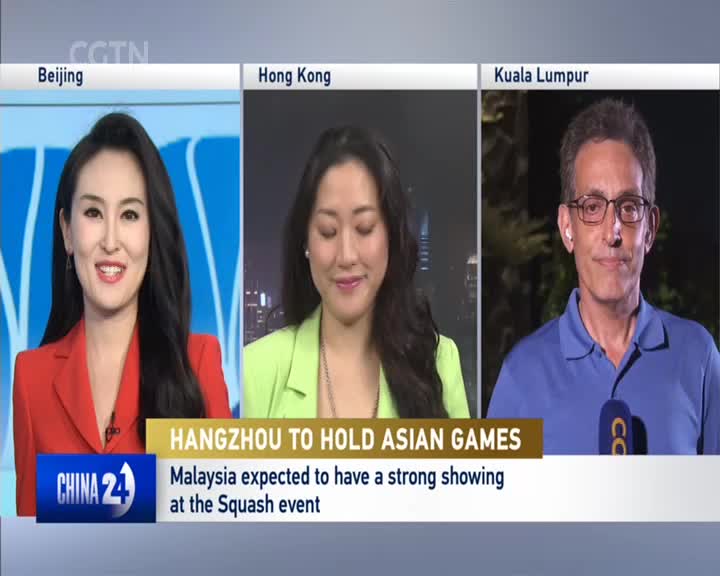 CGTN
Beijing
Hong Kong
Kuala Lumpur
HANGZHOU TO HOLD ASIAN GAMES
CHINA 24
Malaysia expected to have a strong showing
at the Squash event